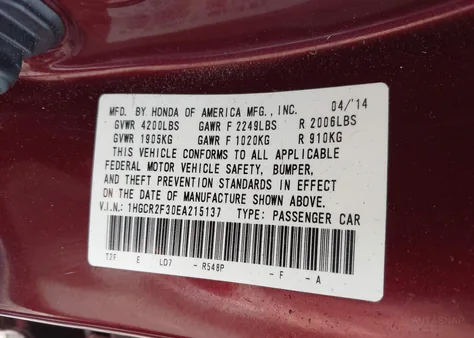 MFD. BY HONDA OF AMERICA MFG., INC. 04/'14
GVWR 4200LBS GAWR F 2249LBS R 2006LBS
GVWR 1905KG GAWR F 1020KG R 910KG
THIS VEHICLE CONFORMS TO ALL APPLICABLE
FEDERAL MOTOR VEHICLE SAFETY, BUMPER,
AND THEFT PREVENTION STANDARDS IN EFFECT
ON THE DATE OF MANUFACTURE SHOWN ABOVE.
V.I.N.: 1HGCR2F30EA215137 TYPE: PASSENGER CAR
T2F E LD7 - R548P - F - A